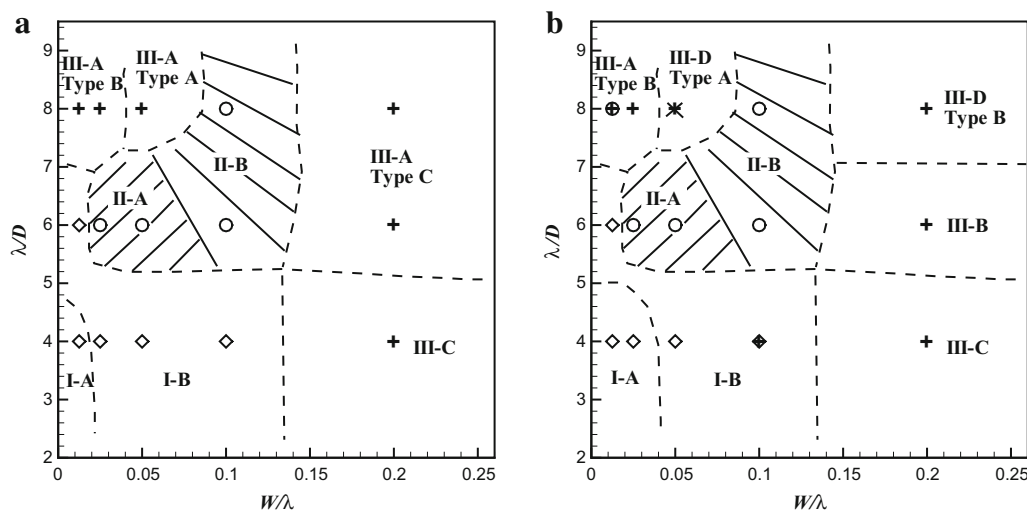 a
9
8
7
6
5
4
3
2
λ/D
0
0.05
0.1
0.15
0.2
0.25
W/λ
III-A
Type B
III-A
Type A
II-B
III-A
Type C
II-A
III-C
I-A
I-B
b
9
8
7
6
5
4
3
2
λ/D
0
0.05
0.1
0.15
0.2
0.25
W/λ
III-A
Type B
III-D
Type A
III-D
Type B
II-B
II-A
III-B
III-C
I-A
I-B